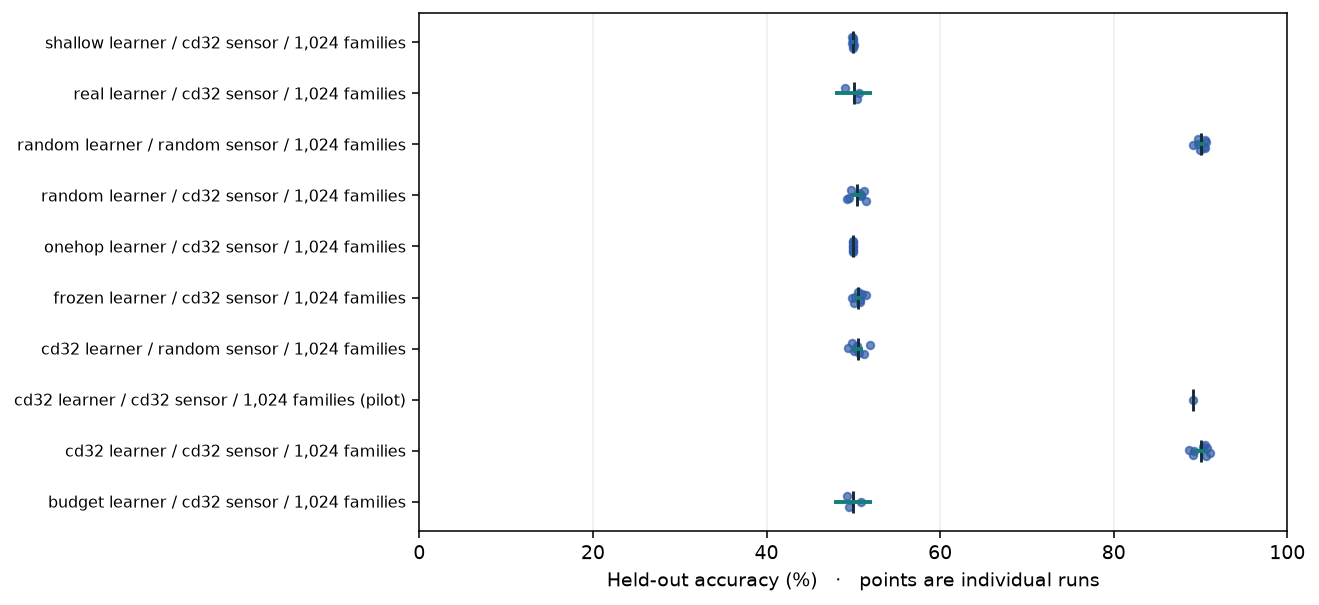 shallow learner / cd32 sensor / 1,024 families
real learner / cd32 sensor / 1,024 families
random learner / random sensor / 1,024 families
random learner / cd32 sensor / 1,024 families
onehop learner / cd32 sensor / 1,024 families
frozen learner / cd32 sensor / 1,024 families
cd32 learner / random sensor / 1,024 families
cd32 learner / cd32 sensor / 1,024 families (pilot)
cd32 learner / cd32 sensor / 1,024 families
budget learner / cd32 sensor / 1,024 families
0 20 40 60 80 100
Held-out accuracy (%) · points are individual runs